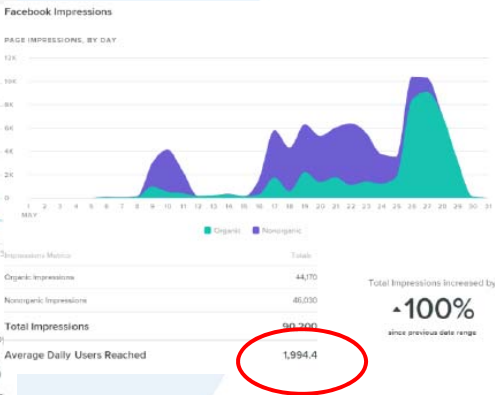 Facebook Impressions
PAGE IMPRESSIONS, BY DAY
12K
10K
8K
6K
4K
2K
0
1 2 3 4 5 6 7 8 9 10 11 12 13 14 15 16 17 18 19 20 21 22 23 24 25 26 27 28 29 30 31
MAY
Organic Nonorganic
Impressions Metrics Totals
Organic Impressions 44,170
Nonorganic Impressions 46,030
Total Impressions 90,200
Average Daily Users Reached 1,994.4
Total Impressions increased by
100%
since previous date range